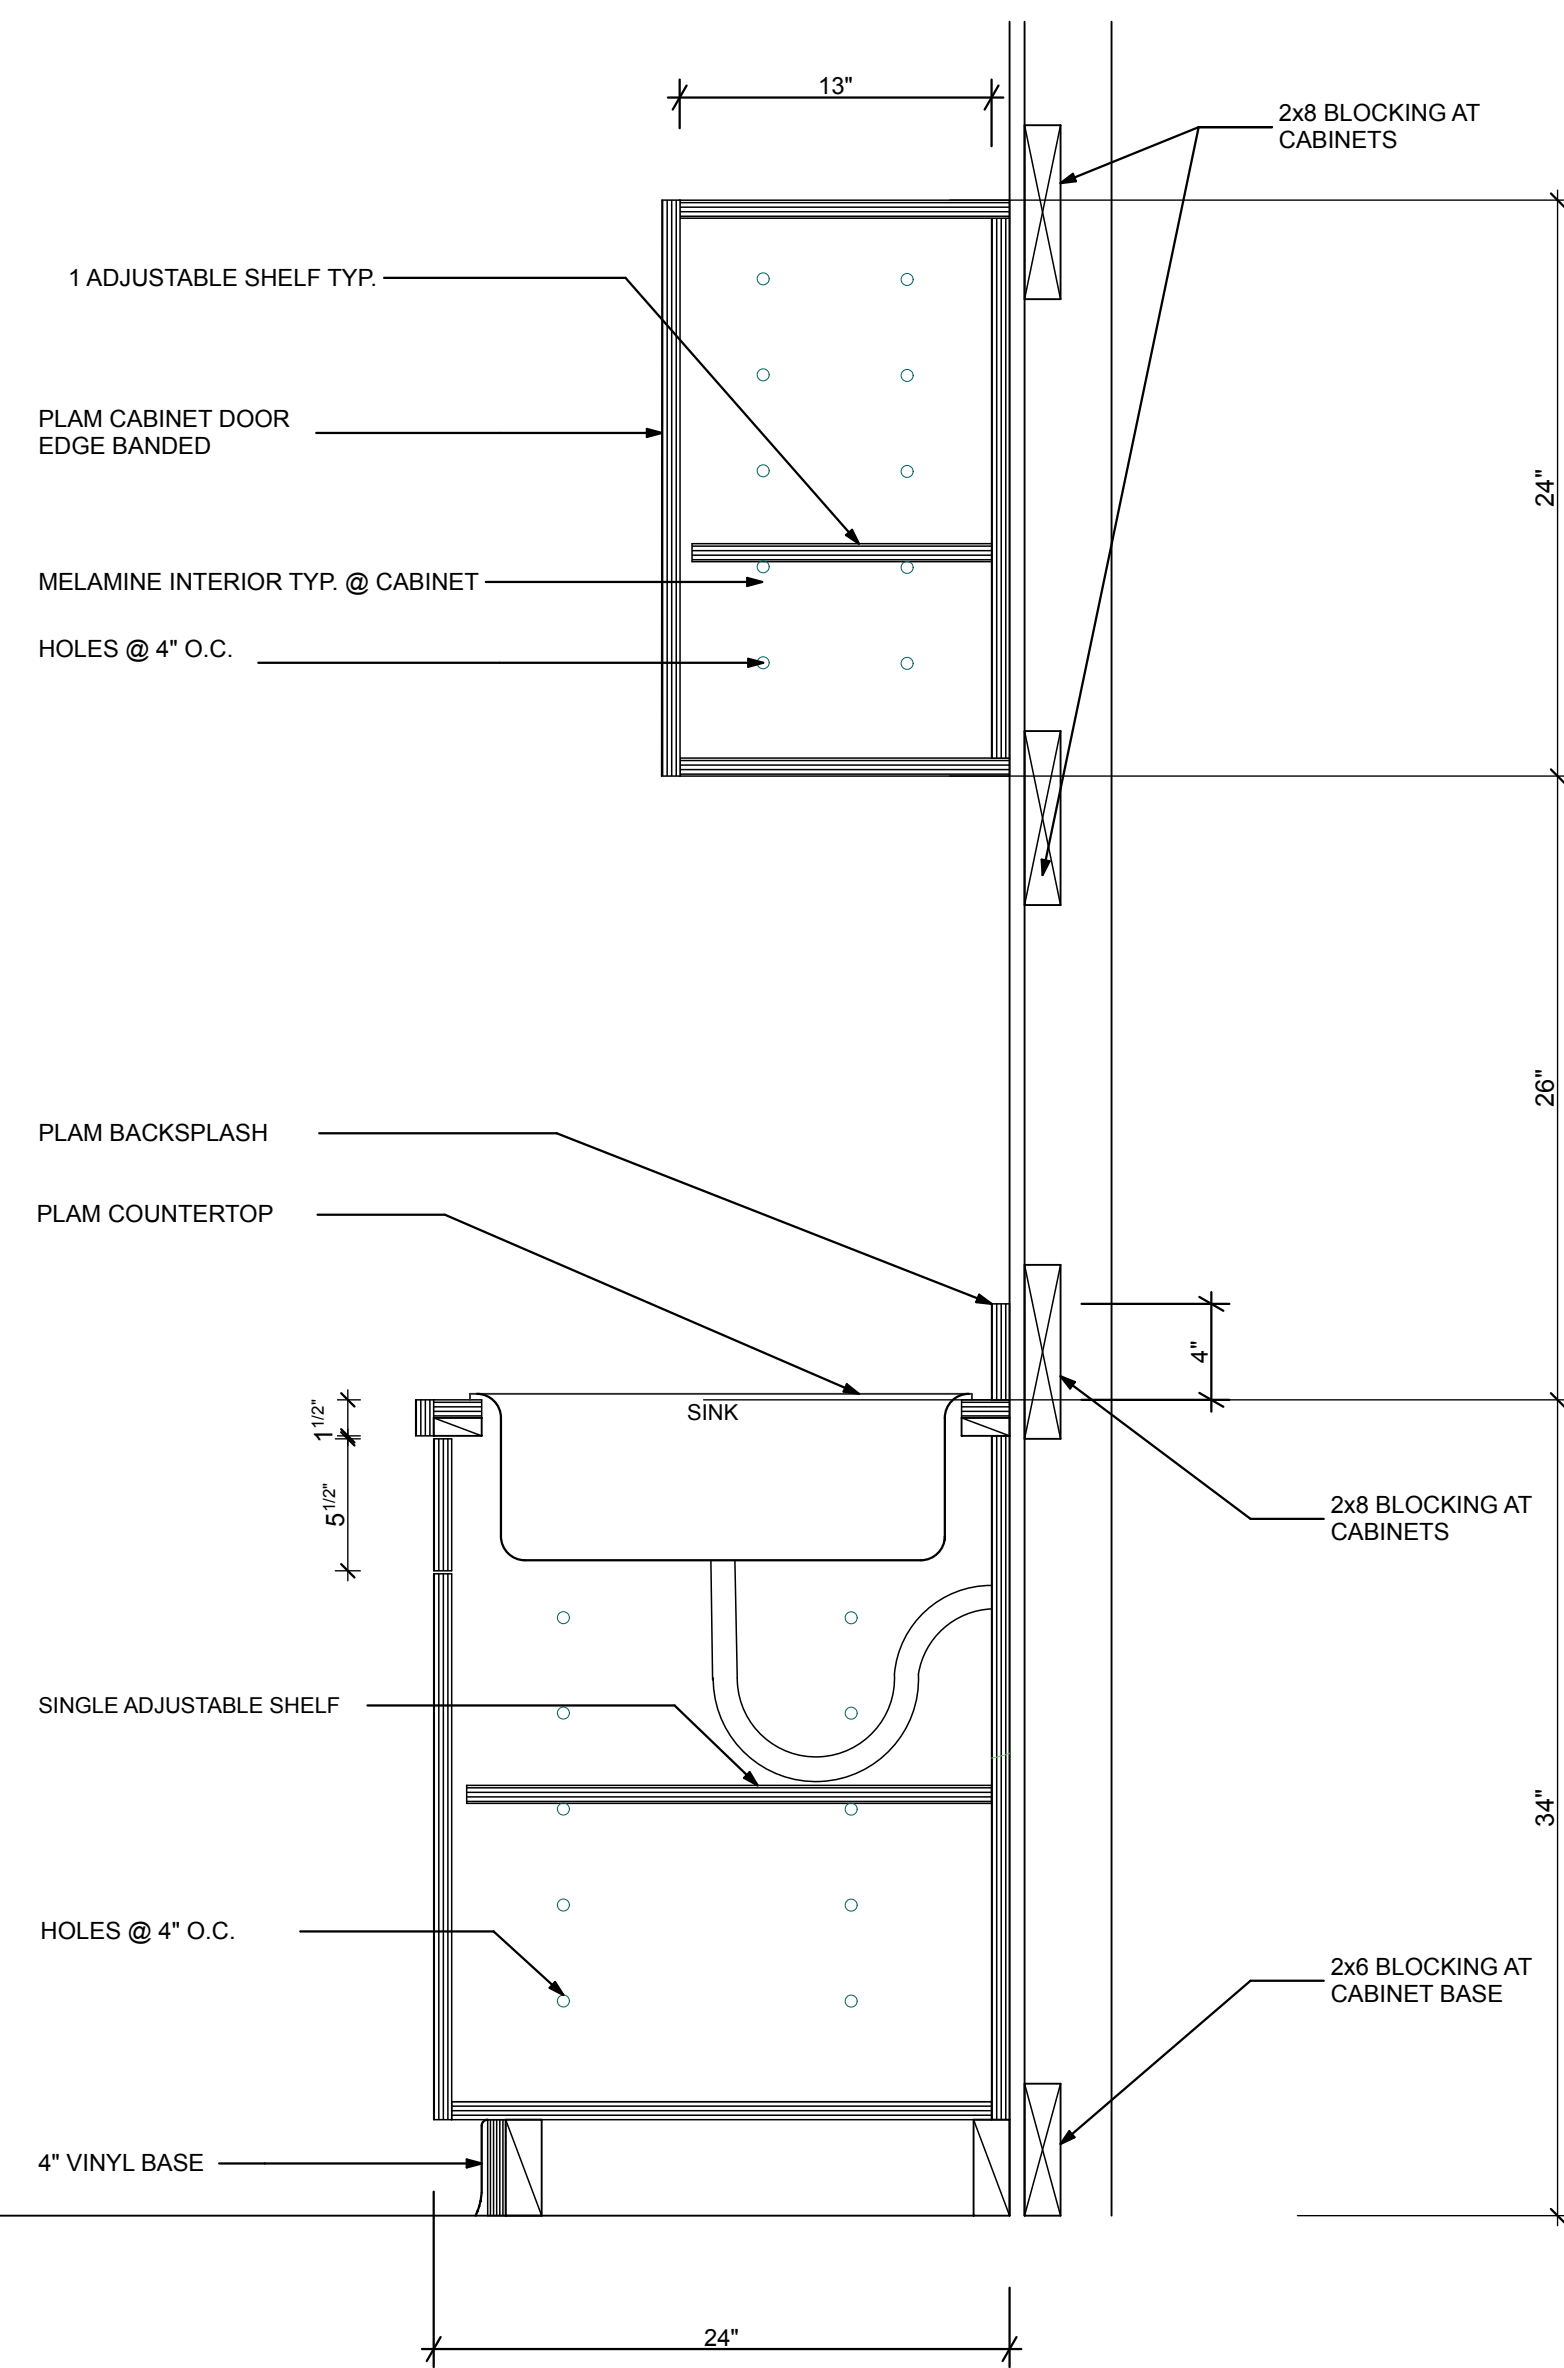 13"
2x8 BLOCKING AT
CABINETS
1 ADJUSTABLE SHELF TYP.
PLAM CABINET DOOR
EDGE BANDED
24"
MELAMINE INTERIOR TYP. @ CABINET
HOLES @ 4" O.C.
26"
PLAM BACKSPLASH
PLAM COUNTERTOP
4"
SINK
1 1/2"
5 1/2"
2x8 BLOCKING AT
CABINETS
SINGLE ADJUSTABLE SHELF
34"
HOLES @ 4" O.C.
2x6 BLOCKING AT
CABINET BASE
4" VINYL BASE
24"